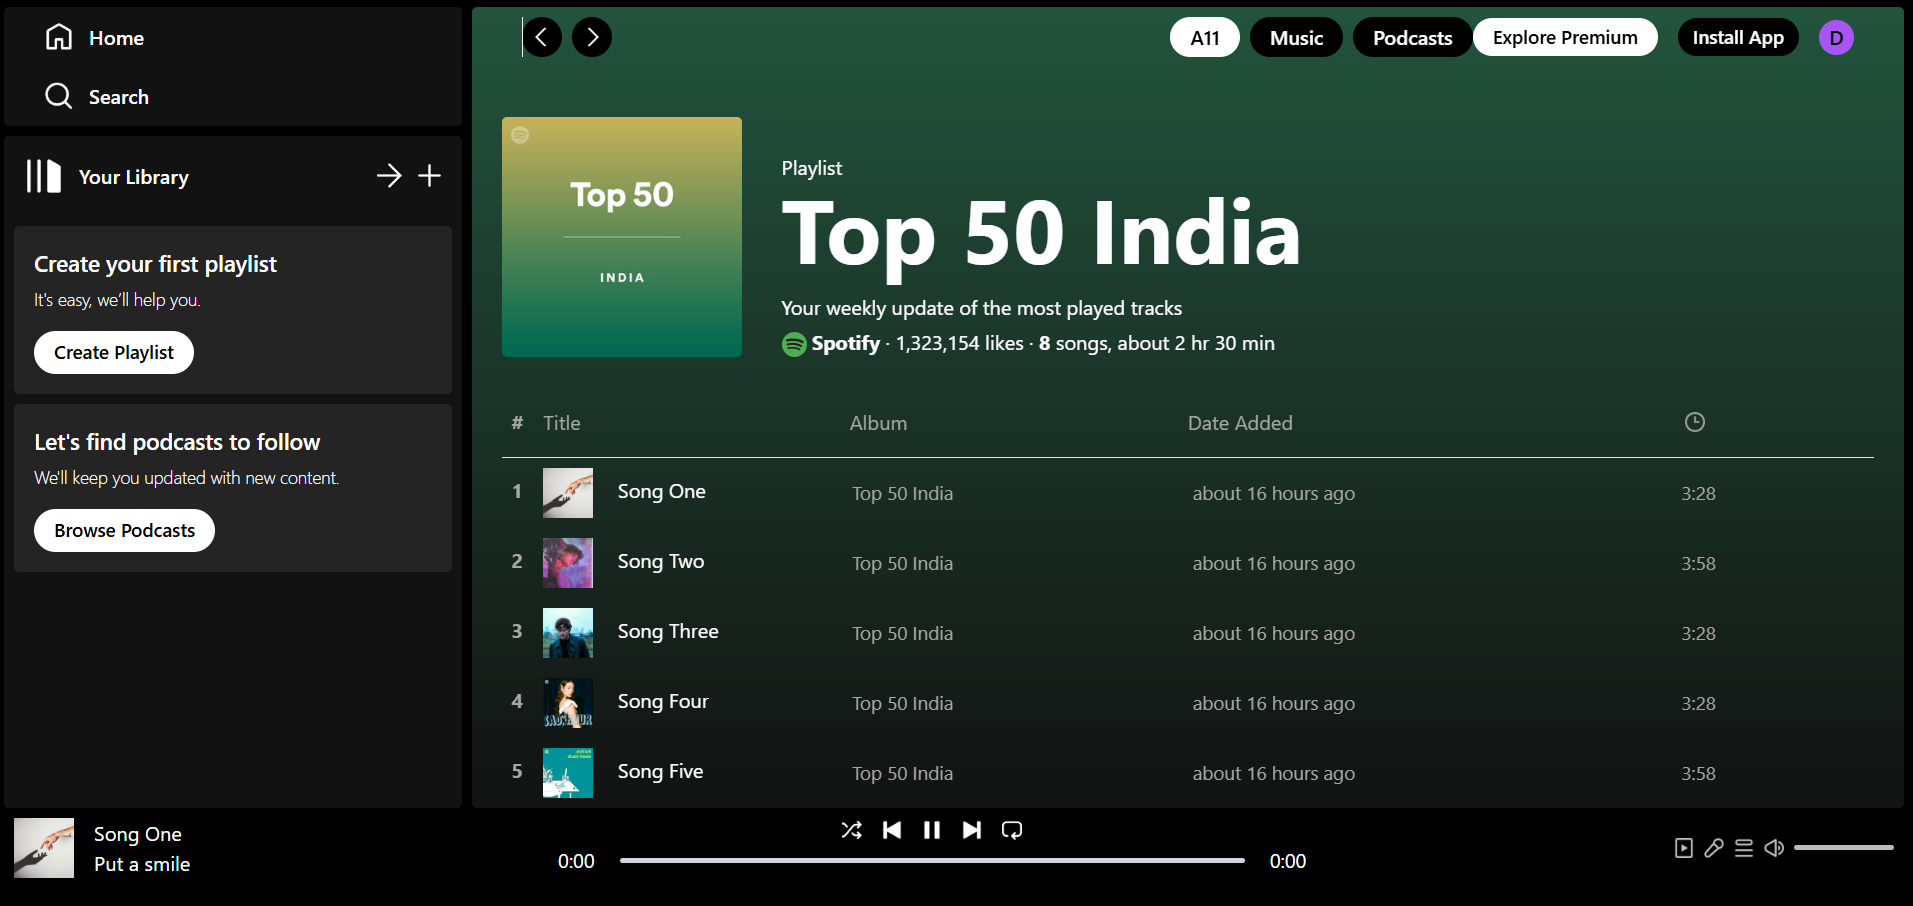 Home
Search
Your Library
Create your first playlist
It's easy, we’ll help you.
Create Playlist
Let's find podcasts to follow
We'll keep you updated with new content.
Browse Podcasts
A11
Music
Podcasts
Explore Premium
Install App
D
Top 50
INDIA
Playlist
Top 50 India
Your weekly update of the most played tracks
Spotify · 1,323,154 likes · 8 songs, about 2 hr 30 min
# Title Album Date Added
1 Song One Top 50 India about 16 hours ago 3:28
2 Song Two Top 50 India about 16 hours ago 3:58
3 Song Three Top 50 India about 16 hours ago 3:28
4 Song Four Top 50 India about 16 hours ago 3:28
5 Song Five Top 50 India about 16 hours ago 3:58
Song One
Put a smile
0:00
0:00